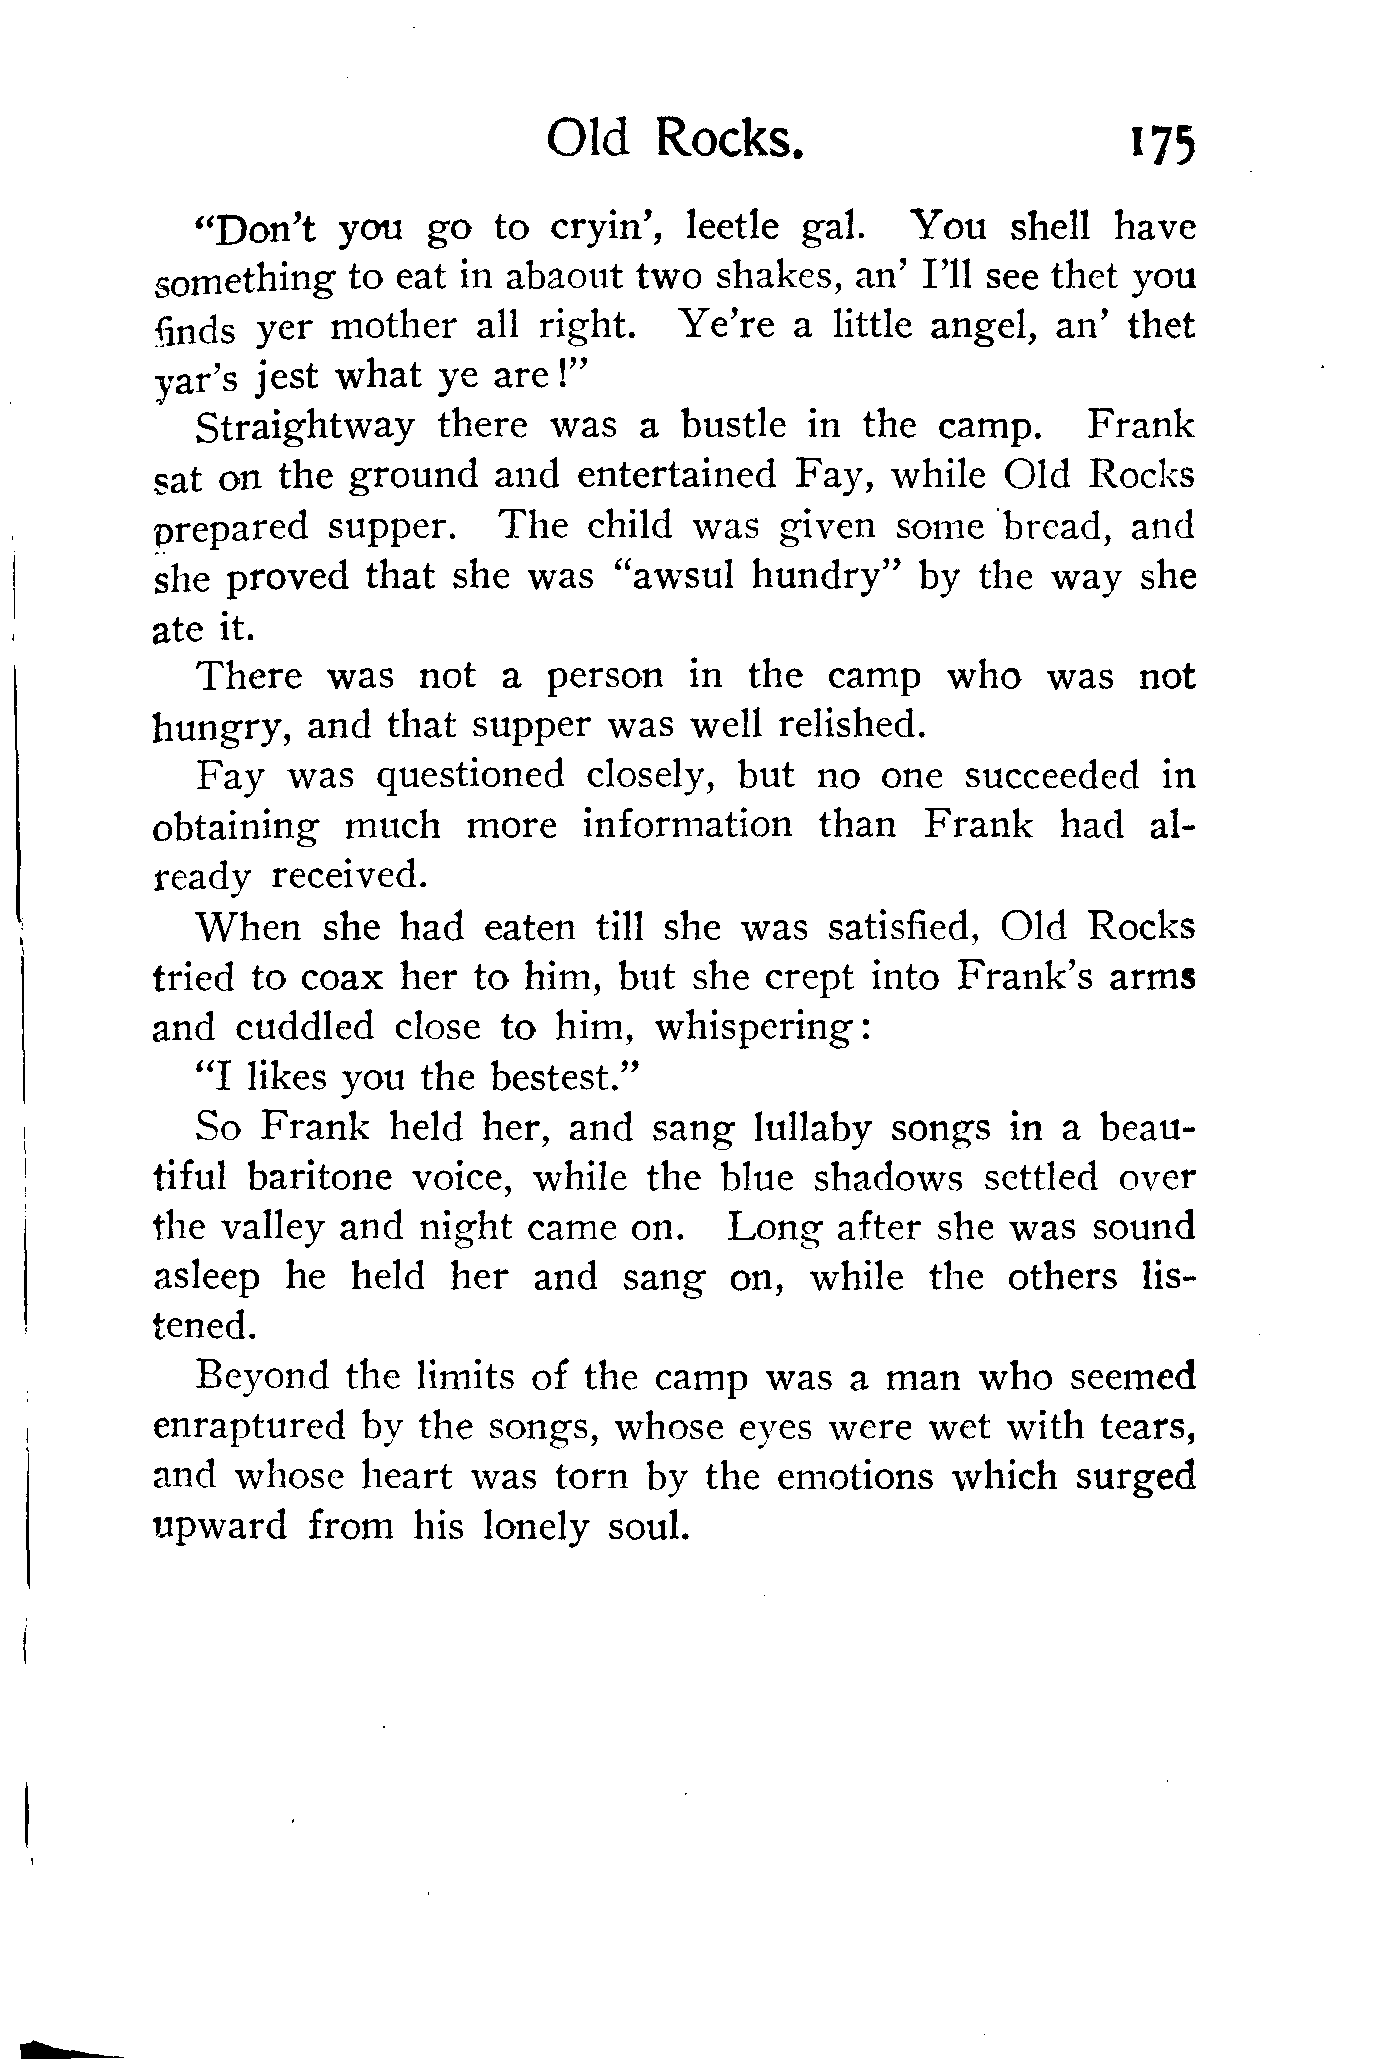 Old Rocks. 175
“Don’t you go to cryin’, leetle gal. You shell have
something to eat in abaout two shakes, an’ I’ll see thet you
finds yer mother all right. Ye’re a little angel, an’ thet
yar’s jest what ye are!”
Straightway there was a bustle in the camp. Frank
sat on the ground and entertained Fay, while Old Rocks
prepared supper. The child was given some bread, and
she proved that she was “awsul hundry” by the way she
ate it.
There was not a person in the camp who was not
hungry, and that supper was well relished.
Fay was questioned closely, but no one succeeded in
obtaining much more information than Frank had al-
ready received.
When she had eaten till she was satisfied, Old Rocks
tried to coax her to him, but she crept into Frank’s arms
and cuddled close to him, whispering:
“I likes you the bestest.”
So Frank held her, and sang lullaby songs in a beau-
tiful baritone voice, while the blue shadows settled over
the valley and night came on. Long after she was sound
asleep he held her and sang on, while the others lis-
tened.
Beyond the limits of the camp was a man who seemed
enraptured by the songs, whose eyes were wet with tears,
and whose heart was torn by the emotions which surged
upward from his lonely soul.